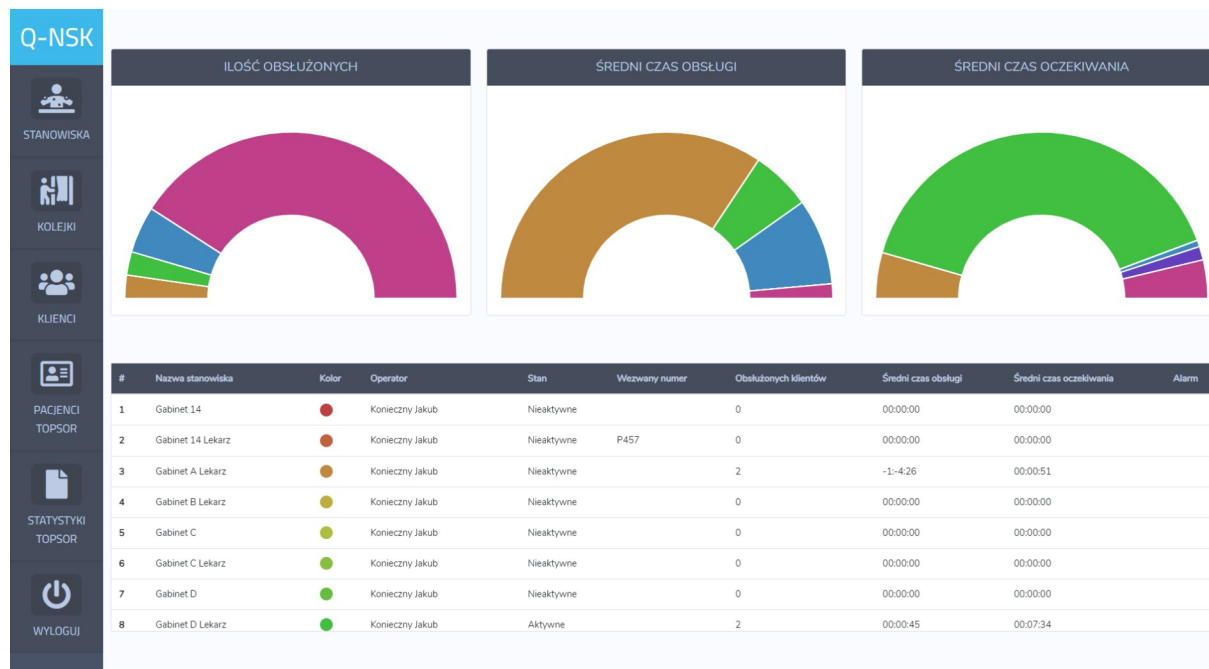 Q-NSK
STANOWISKA
KOLEJKI
KLIENCI
PACJENCI
TOPSOR
STATYSTYKI
TOPSOR
WYLOGUJ
ILOŚĆ OBSŁUŻONYCH
ŚREDNI CZAS OBSŁUGI
ŚREDNI CZAS OCZEKIWANIA
# Nazwa stanowiska Kolor Operator Stan Wezwany numer Obsłużonych klientów Średni czas obsługi Średni czas oczekiwania Alarm
1 Gabinet 14 Konieczny Jakub Nieaktywne 0 00:00:00 00:00:00
2 Gabinet 14 Lekarz Konieczny Jakub Nieaktywne P457 0 00:00:00 00:00:00
3 Gabinet A Lekarz Konieczny Jakub Nieaktywne 2 -1:-4:26 00:00:51
4 Gabinet B Lekarz Konieczny Jakub Nieaktywne 0 00:00:00 00:00:00
5 Gabinet C Konieczny Jakub Nieaktywne 0 00:00:00 00:00:00
6 Gabinet C Lekarz Konieczny Jakub Nieaktywne 0 00:00:00 00:00:00
7 Gabinet D Konieczny Jakub Nieaktywne 0 00:00:00 00:00:00
8 Gabinet D Lekarz Konieczny Jakub Aktywne 2 00:00:45 00:07:34